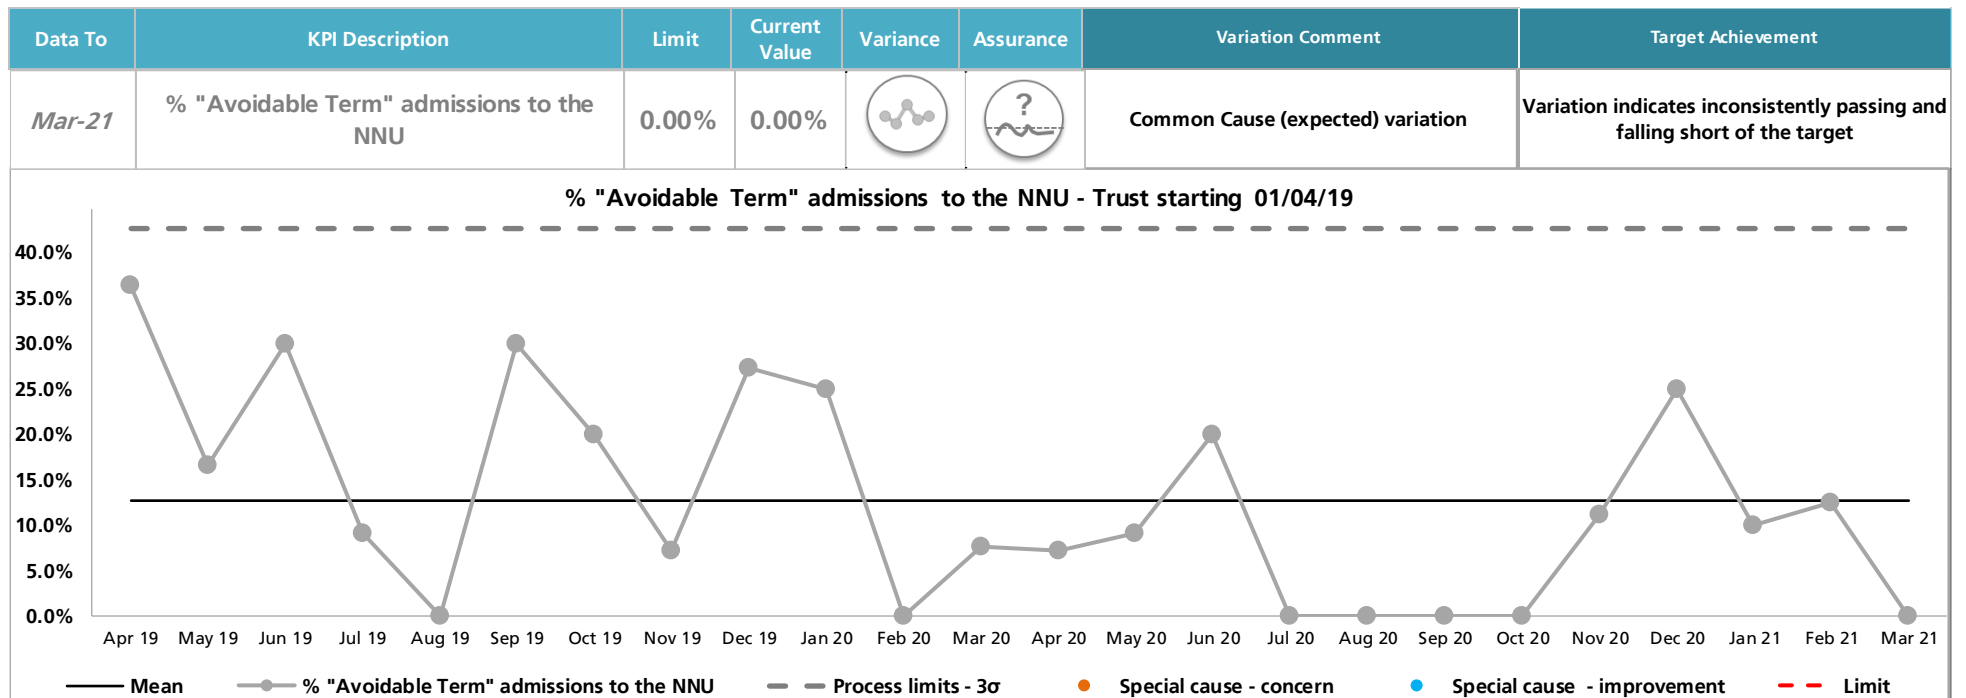 Data To
KPI Description
Limit
Current
Value
Variance
Assurance
Variation Comment
Target Achievement
Mar-21
% "Avoidable Term" admissions to the
NNU
0.00%
0.00%
?
Common Cause (expected) variation
Variation indicates inconsistently passing and
falling short of the target
% "Avoidable Term" admissions to the NNU - Trust starting 01/04/19
40.0%
35.0%
30.0%
25.0%
20.0%
15.0%
10.0%
5.0%
0.0%
Apr 19 May 19 Jun 19 Jul 19 Aug 19 Sep 19 Oct 19 Nov 19 Dec 19 Jan 20 Feb 20 Mar 20 Apr 20 May 20 Jun 20 Jul 20 Aug 20 Sep 20 Oct 20 Nov 20 Dec 20 Jan 21 Feb 21 Mar 21
Mean % "Avoidable Term" admissions to the NNU Process limits - 3σ Special cause - concern Special cause - improvement Limit